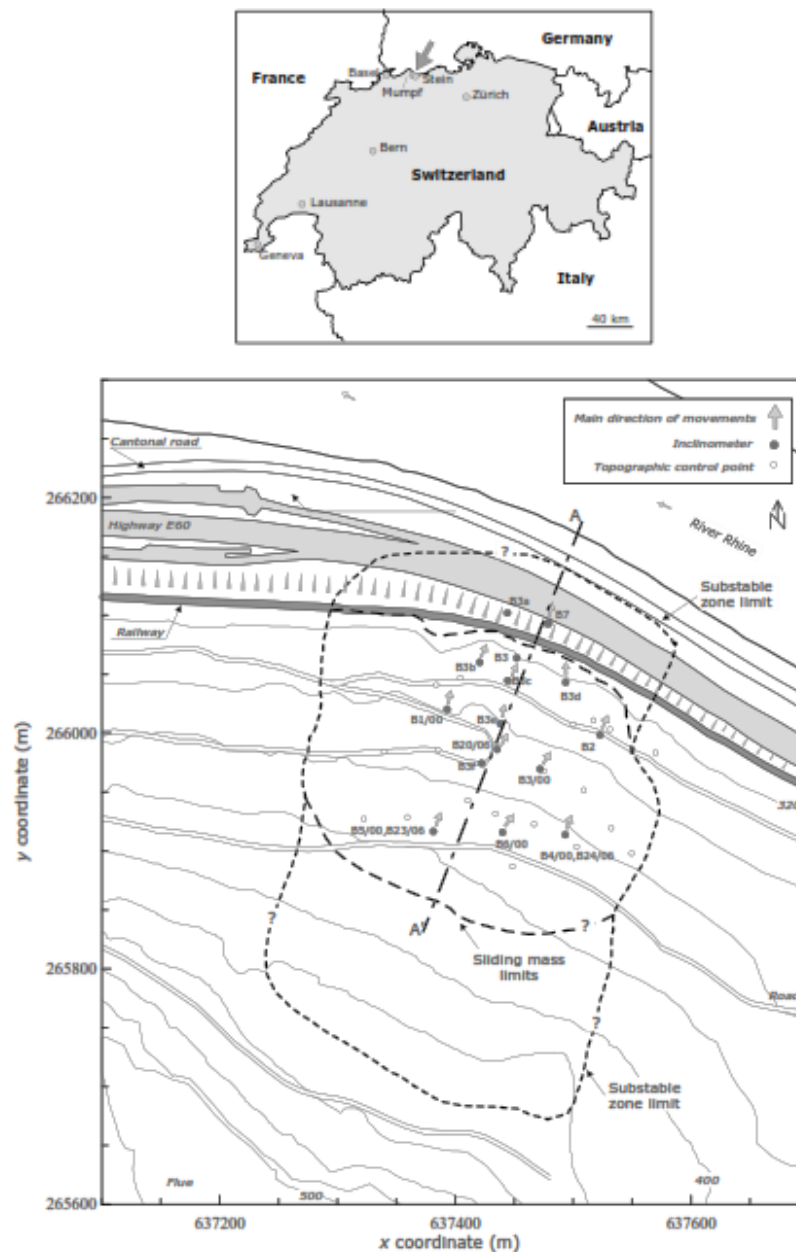 Germany
France
Basel
Stein
Mumpf
Zürich
Austria
Bern
Switzerland
Lausanne
Geneva
Italy
40 km
Main direction of movements
Inclinometer
Topographic control point
Cantonal road
N
266200
A
Highway E60
River Rhine
?
Substable
zone limit
B3a
B7
Railway
B3
B3b
B3c
B3d
B1/00
B3e
B2
266000
B20/06
B3f
B3/00
320
B5/00,B23/06
B6/00
B4/00,B24/06
y coordinate (m)
?
A'
?
Sliding mass
limits
265800
Road
?
Substable
zone limit
Flue
400
500
265600
637200
637400
637600
x coordinate (m)